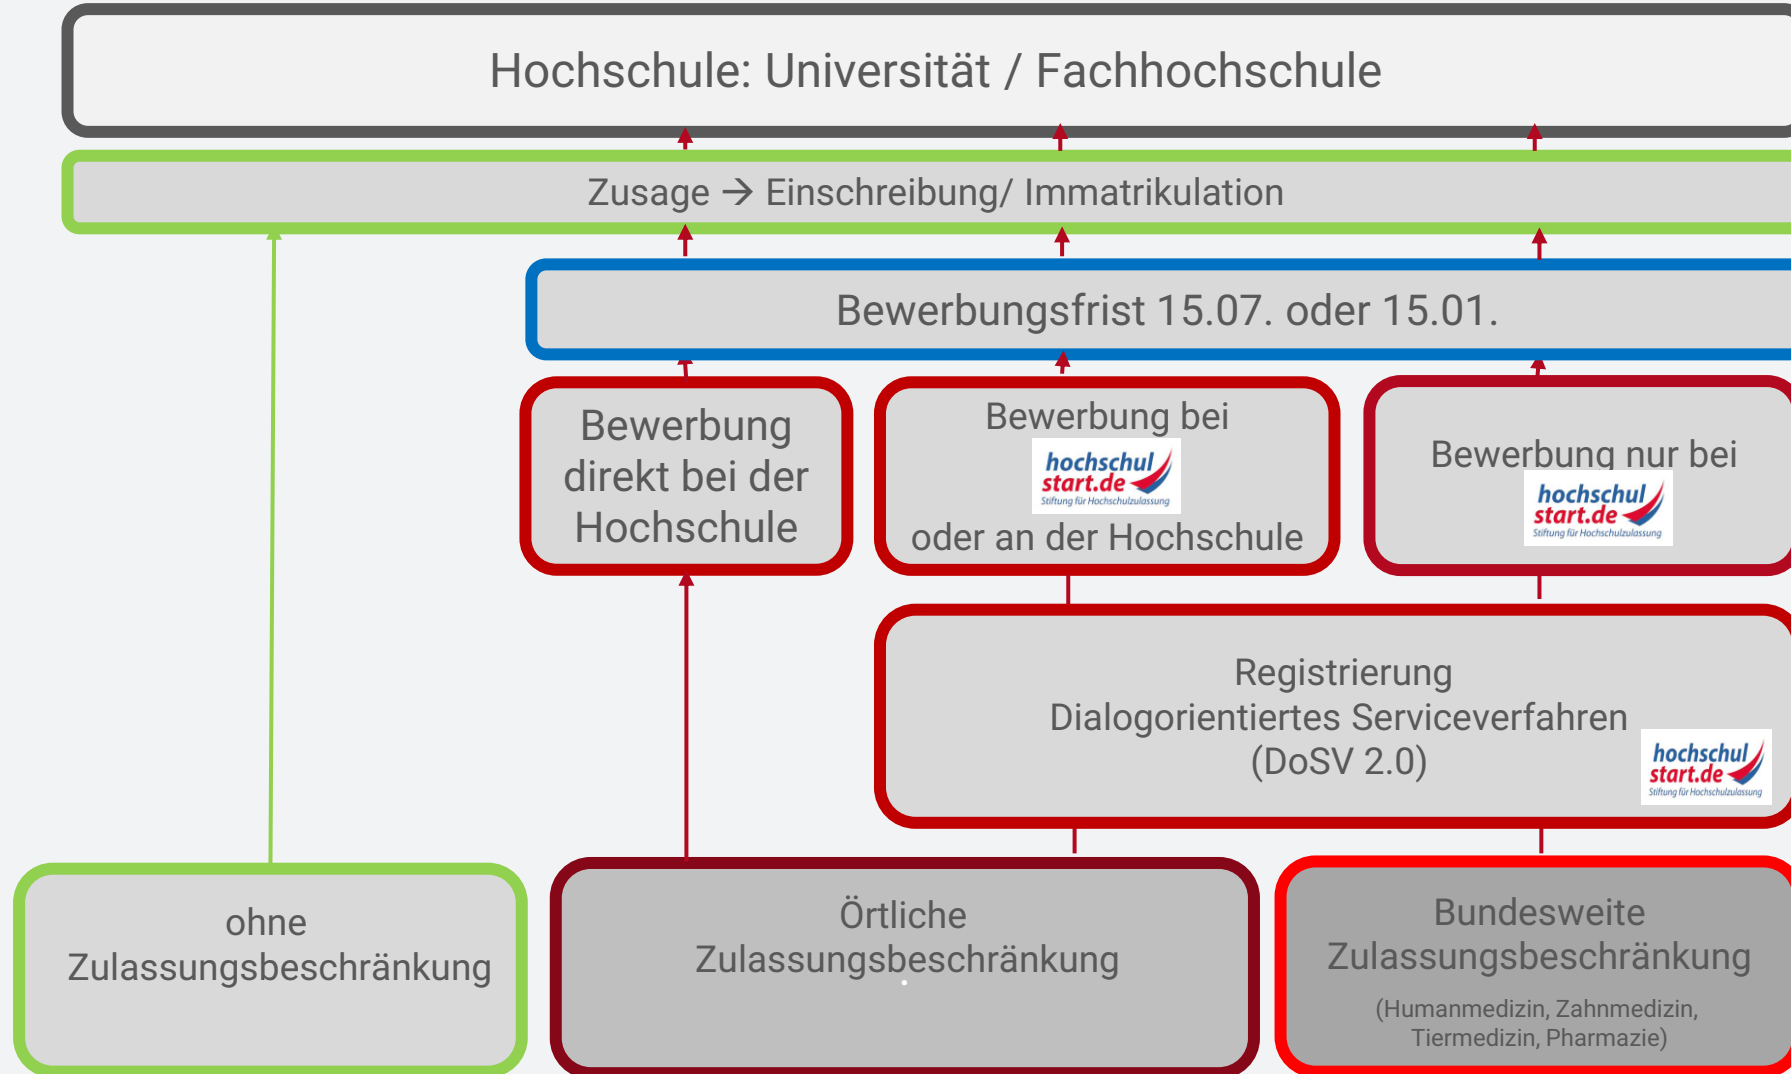 Hochschule: Universität / Fachhochschule
Zusage → Einschreibung/ Immatrikulation
Bewerbungsfrist 15.07. oder 15.01.
Bewerbung
direkt bei der
Hochschule
Bewerbung bei
hochschul
start.de
Stiftung für Hochschulzulassung
oder an der Hochschule
Bewerbung nur bei
hochschul
start.de
Stiftung für Hochschulzulassung
Registrierung
Dialogorientiertes Serviceverfahren
(DoSV 2.0)
hochschul
start.de
Stiftung für Hochschulzulassung
ohne
Zulassungsbeschränkung
Örtliche
Zulassungsbeschränkung
Bundesweite
Zulassungsbeschränkung
(Humanmedizin, Zahnmedizin,
Tiermedizin, Pharmazie)